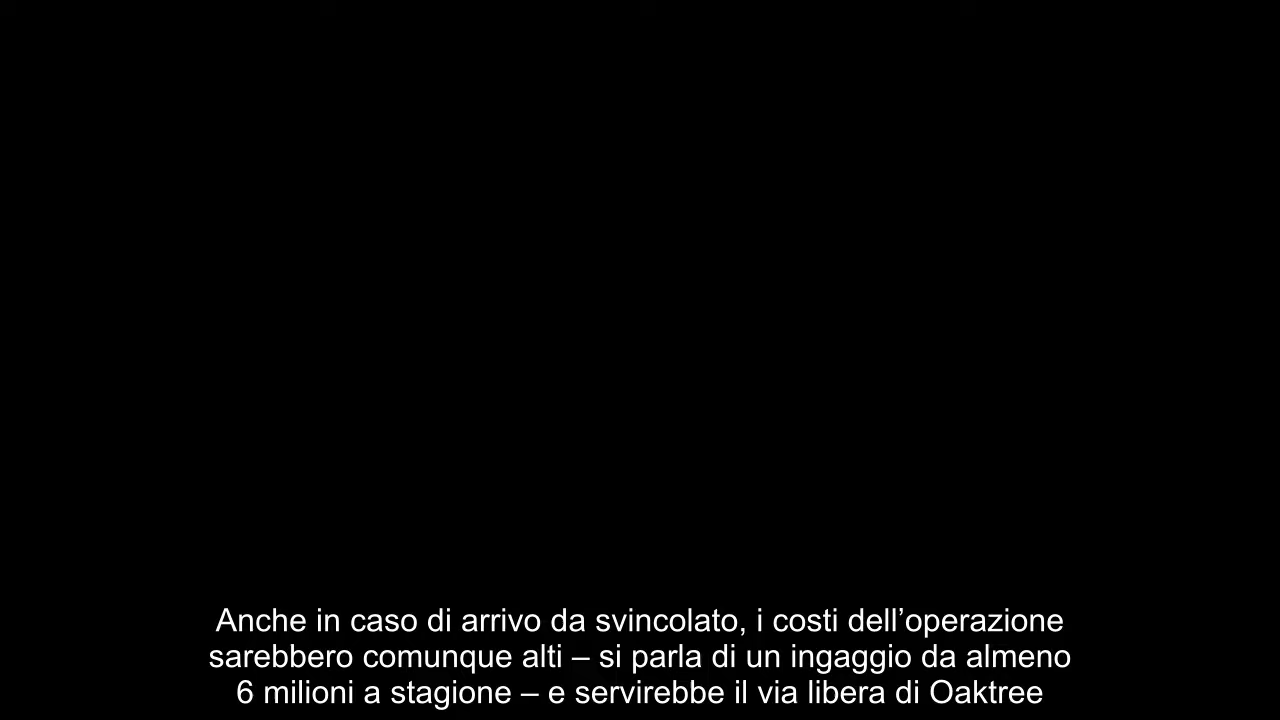 Anche in caso di arrivo da svincolato, i costi dell’operazione
sarebbero comunque alti – si parla di un ingaggio da almeno
6 milioni a stagione – e servirebbe il via libera di Oaktree